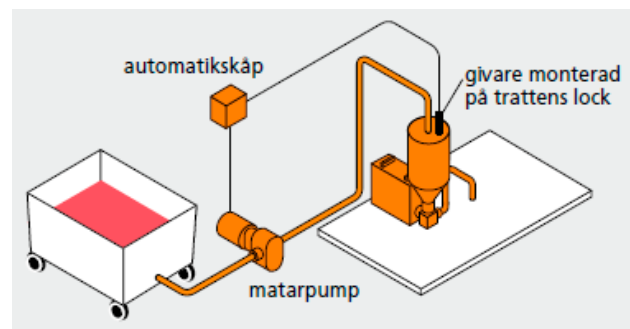 automatikskåp
givare monterad
på trattens lock
matarpump